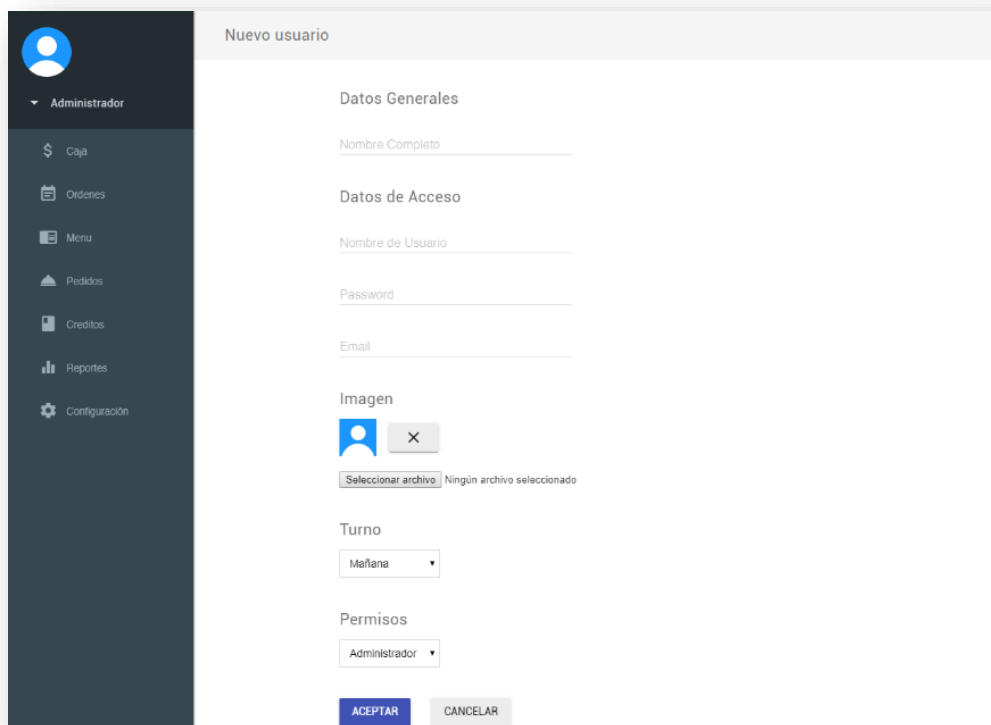 Nuevo usuario
Administrador
Caja
Ordenes
Menu
Pedidos
Creditos
Reportes
Configuración
Datos Generales
Nombre Completo
Datos de Acceso
Nombre de Usuario
Password
Email
Imagen
Seleccionar archivo Ningún archivo seleccionado
Turno
Mañana
Permisos
Administrador
ACEPTAR CANCELAR